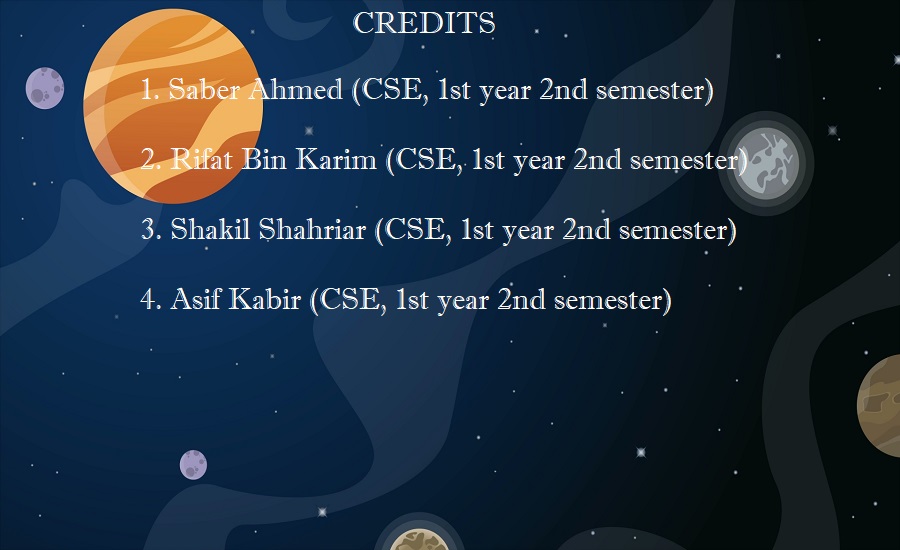 CREDITS
1. Saber Ahmed (CSE, 1st year 2nd semester)
2. Rifat Bin Karim (CSE, 1st year 2nd semester)
3. Shakil Shahriar (CSE, 1st year 2nd semester)
4. Asif Kabir (CSE, 1st year 2nd semester)